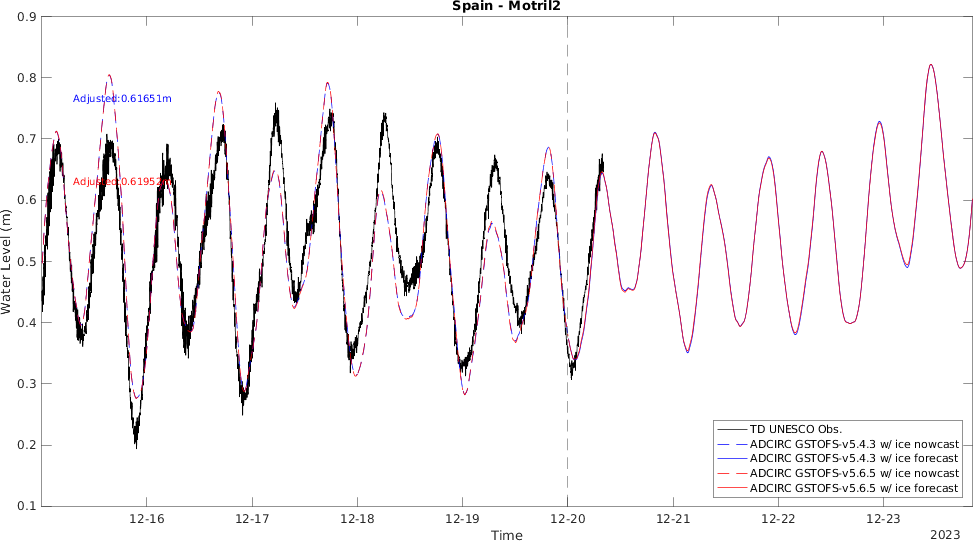 Spain - Motril2
0.9
0.8
0.7
0.6
0.5
0.4
0.3
0.2
0.1
Water Level (m)
Adjusted:0.61651m
Adjusted:0.61952m
TD UNESCO Obs.
ADCIRC GSTOFS-v5.4.3 w/ ice nowcast
ADCIRC GSTOFS-v5.4.3 w/ ice forecast
ADCIRC GSTOFS-v5.6.5 w/ ice nowcast
ADCIRC GSTOFS-v5.6.5 w/ ice forecast
12-16 12-17 12-18 12-19 12-20 12-21 12-22 12-23
Time
2023